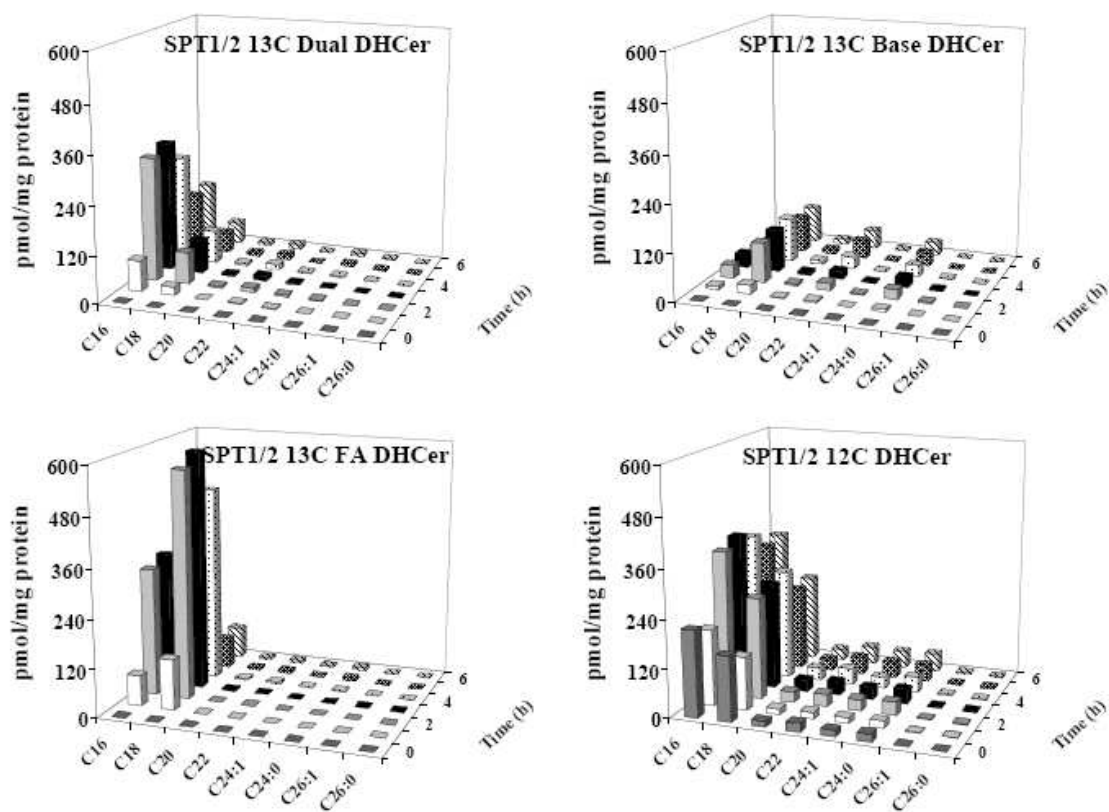 SPT1/2 13C Dual DHCer
600
480
360
240
120
0
pmol/mg protein
C16
C18
C20
C22
C24:1
C24:0
C26:1
C26:0
0
2
4
6
Time (h)
SPT1/2 13C Base DHCer
600
480
360
240
120
0
pmol/mg protein
C16
C18
C20
C22
C24:1
C24:0
C26:1
C26:0
0
2
4
6
Time (h)
SPT1/2 13C FA DHCer
600
480
360
240
120
0
pmol/mg protein
C16
C18
C20
C22
C24:1
C24:0
C26:1
C26:0
0
2
4
6
Time (h)
SPT1/2 12C DHCer
600
480
360
240
120
0
pmol/mg protein
C16
C18
C20
C22
C24:1
C24:0
C26:1
C26:0
0
2
4
6
Time (h)